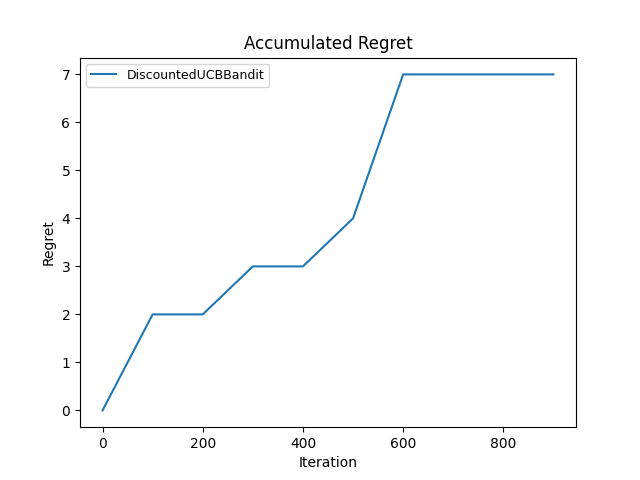 Accumulated Regret
DiscountedUCBBandit
7
6
5
4
3
2
1
0
Regret
0 200 400 600 800
Iteration